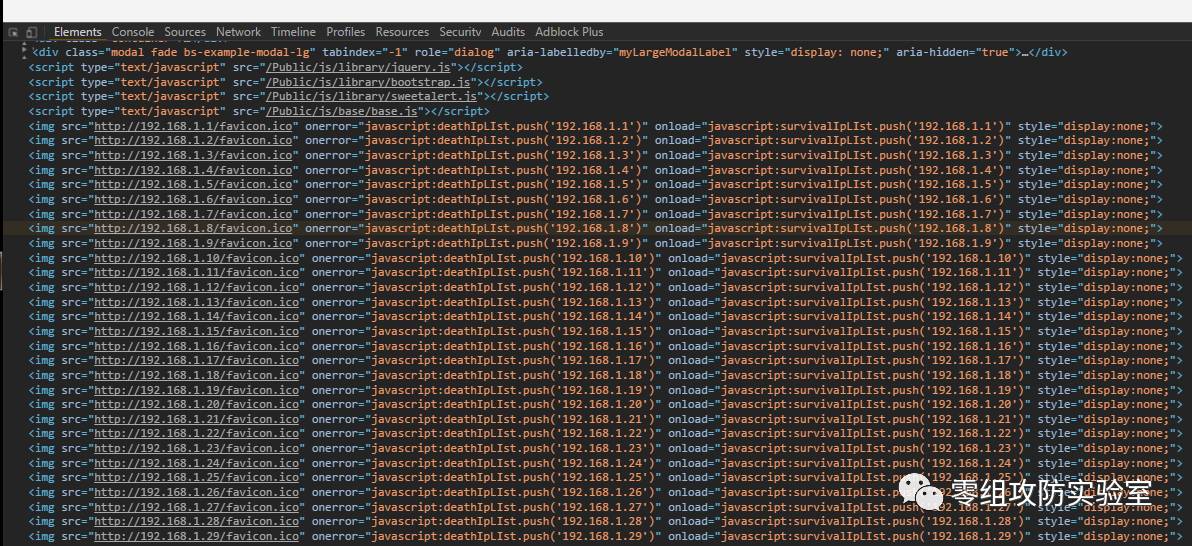 Elements Console Sources Network Timeline Profiles Resources Security Audits Adblock Plus
<div class="modal fade bs-example-modal-lg" tabindex="-1" role="dialog" aria-labelledby="myLargeModalLabel" style="display: none;" aria-hidden="true">…</div>
<script type="text/javascript" src="/Public/js/library/jquery.js"></script>
<script type="text/javascript" src="/Public/js/library/bootstrap.js"></script>
<script type="text/javascript" src="/Public/js/library/sweetalert.js"></script>
<script type="text/javascript" src="/Public/js/base/base.js"></script>
<img src="http://192.168.1.1/favicon.ico" onerror="javascript:deathIpLIst.push('192.168.1.1')" onload="javascript:survivalIpLIst.push('192.168.1.1')" style="display:none;">
<img src="http://192.168.1.2/favicon.ico" onerror="javascript:deathIpLIst.push('192.168.1.2')" onload="javascript:survivalIpLIst.push('192.168.1.2')" style="display:none;">
<img src="http://192.168.1.3/favicon.ico" onerror="javascript:deathIpLIst.push('192.168.1.3')" onload="javascript:survivalIpLIst.push('192.168.1.3')" style="display:none;">
<img src="http://192.168.1.4/favicon.ico" onerror="javascript:deathIpLIst.push('192.168.1.4')" onload="javascript:survivalIpLIst.push('192.168.1.4')" style="display:none;">
<img src="http://192.168.1.5/favicon.ico" onerror="javascript:deathIpLIst.push('192.168.1.5')" onload="javascript:survivalIpLIst.push('192.168.1.5')" style="display:none;">
<img src="http://192.168.1.6/favicon.ico" onerror="javascript:deathIpLIst.push('192.168.1.6')" onload="javascript:survivalIpLIst.push('192.168.1.6')" style="display:none;">
<img src="http://192.168.1.7/favicon.ico" onerror="javascript:deathIpLIst.push('192.168.1.7')" onload="javascript:survivalIpLIst.push('192.168.1.7')" style="display:none;">
<img src="http://192.168.1.8/favicon.ico" onerror="javascript:deathIpLIst.push('192.168.1.8')" onload="javascript:survivalIpLIst.push('192.168.1.8')" style="display:none;">
<img src="http://192.168.1.9/favicon.ico" onerror="javascript:deathIpLIst.push('192.168.1.9')" onload="javascript:survivalIpLIst.push('192.168.1.9')" style="display:none;">
<img src="http://192.168.1.10/favicon.ico" onerror="javascript:deathIpLIst.push('192.168.1.10')" onload="javascript:survivalIpLIst.push('192.168.1.10')" style="display:none;">
<img src="http://192.168.1.11/favicon.ico" onerror="javascript:deathIpLIst.push('192.168.1.11')" onload="javascript:survivalIpLIst.push('192.168.1.11')" style="display:none;">
<img src="http://192.168.1.12/favicon.ico" onerror="javascript:deathIpLIst.push('192.168.1.12')" onload="javascript:survivalIpLIst.push('192.168.1.12')" style="display:none;">
<img src="http://192.168.1.13/favicon.ico" onerror="javascript:deathIpLIst.push('192.168.1.13')" onload="javascript:survivalIpLIst.push('192.168.1.13')" style="display:none;">
<img src="http://192.168.1.14/favicon.ico" onerror="javascript:deathIpLIst.push('192.168.1.14')" onload="javascript:survivalIpLIst.push('192.168.1.14')" style="display:none;">
<img src="http://192.168.1.15/favicon.ico" onerror="javascript:deathIpLIst.push('192.168.1.15')" onload="javascript:survivalIpLIst.push('192.168.1.15')" style="display:none;">
<img src="http://192.168.1.16/favicon.ico" onerror="javascript:deathIpLIst.push('192.168.1.16')" onload="javascript:survivalIpLIst.push('192.168.1.16')" style="display:none;">
<img src="http://192.168.1.17/favicon.ico" onerror="javascript:deathIpLIst.push('192.168.1.17')" onload="javascript:survivalIpLIst.push('192.168.1.17')" style="display:none;">
<img src="http://192.168.1.18/favicon.ico" onerror="javascript:deathIpLIst.push('192.168.1.18')" onload="javascript:survivalIpLIst.push('192.168.1.18')" style="display:none;">
<img src="http://192.168.1.19/favicon.ico" onerror="javascript:deathIpLIst.push('192.168.1.19')" onload="javascript:survivalIpLIst.push('192.168.1.19')" style="display:none;">
<img src="http://192.168.1.20/favicon.ico" onerror="javascript:deathIpLIst.push('192.168.1.20')" onload="javascript:survivalIpLIst.push('192.168.1.20')" style="display:none;">
<img src="http://192.168.1.21/favicon.ico" onerror="javascript:deathIpLIst.push('192.168.1.21')" onload="javascript:survivalIpLIst.push('192.168.1.21')" style="display:none;">
<img src="http://192.168.1.22/favicon.ico" onerror="javascript:deathIpLIst.push('192.168.1.22')" onload="javascript:survivalIpLIst.push('192.168.1.22')" style="display:none;">
<img src="http://192.168.1.23/favicon.ico" onerror="javascript:deathIpLIst.push('192.168.1.23')" onload="javascript:survivalIpLIst.push('192.168.1.23')" style="display:none;">
<img src="http://192.168.1.24/favicon.ico" onerror="javascript:deathIpLIst.push('192.168.1.24')" onload="javascript:survivalIpLIst.push('192.168.1.24')" style="display:none;">
<img src="http://192.168.1.25/favicon.ico" onerror="javascript:deathIpLIst.push('192.168.1.25')" onload="javascript:survivalIpLIst.
<img src="http://192.168.1.26/favicon.ico" onerror="javascript:deathIpLIst.push('192.168.1.26')" onload="javascript:survivalIpLIst.
零组攻防实验室
<img src="http://192.168.1.27/favicon.ico" onerror="javascript:deathIpLIst.push('192.168.1.27')" onload="javascript:survivalIpLIst.
<img src="http://192.168.1.28/favicon.ico" onerror="javascript:deathIpLIst.push('192.168.1.28')" onload="javascript:survivalIpLIst.push('192.168.1.28')" style="display:none;">
<img src="http://192.168.1.29/favicon.ico" onerror="javascript:deathIpLIst.push('192.168.1.29')" onload="javascript:survivalIpLIst.push('192.168.1.29')" style="display:none;">